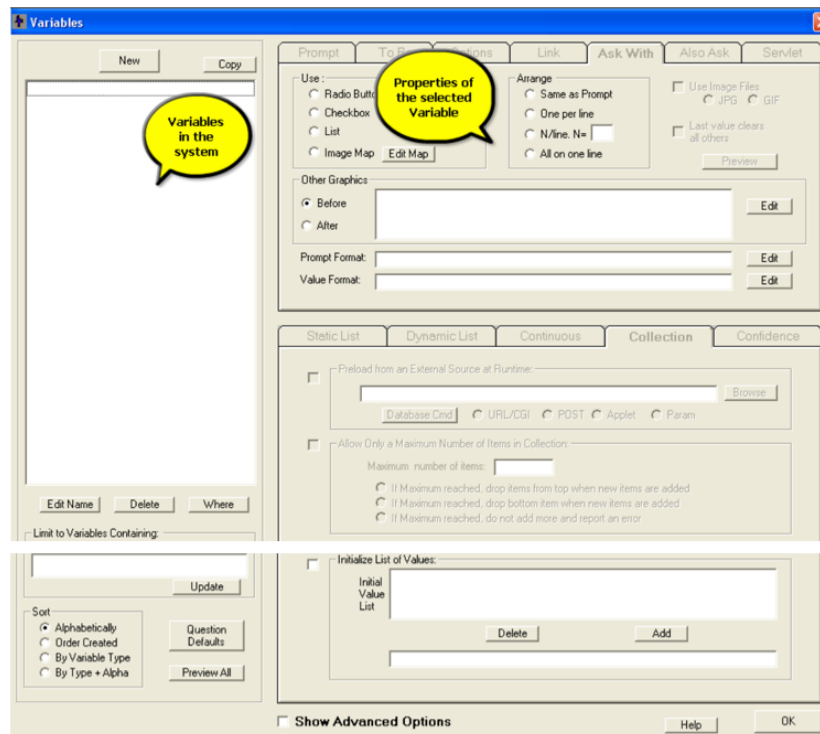 Variables
New
Copy
Variables
in the
system
Edit Name
Delete
Where
Limit to Variables Containing:
Update
Sort
Alphabetically
Order Created
By Variable Type
By Type + Alpha
Question
Defaults
Preview All
Prompt
Options
Link
Ask With
Also Ask
Servlet
Use :
Checkbox
List
Image Map
Edit Map
Properties of
the selected
Variable
Arrange
Same as Prompt
One per line
N/line. N=
All on one line
Use Image Files
JPG
GIF
Last value clears
all others
Preview
Other Graphics
Before
After
Edit
Prompt Format:
Edit
Value Format:
Edit
Static List
Dynamic List
Continuous
Collection
Confidence
Preload from an External Source at Runtime:
Browse
Database Cmd
URL/CGI
POST
Applet
Param
Allow Only a Maximum Number of Items in Collection:
Maximum number of items:
If Maximum reached, drop items from top when new items are added
If Maximum reached, drop bottom item when new items are added
If Maximum reached, do not add more and report an error
Initialize List of Values:
Initial
Value
List
Delete
Add
Show Advanced Options
Help
OK